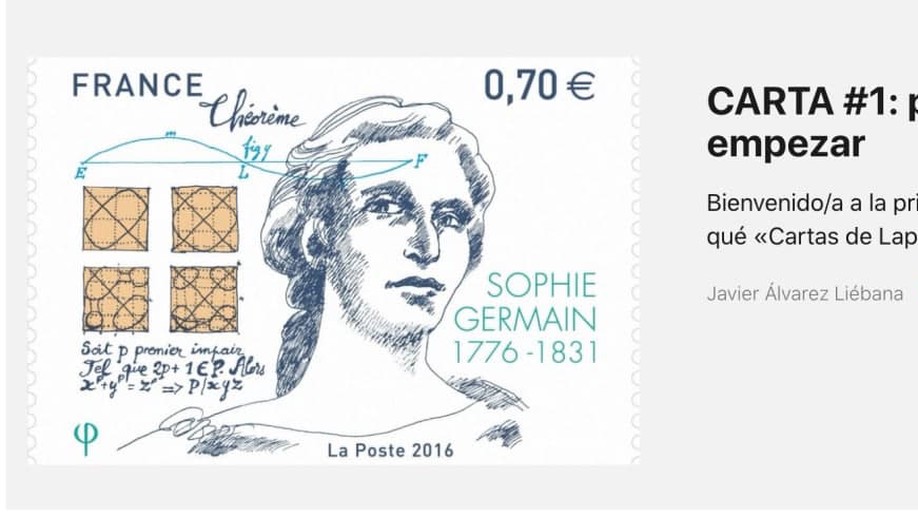 FRANCE
0,70 €
Théorème
m
fig y
E
L
F
SOPHIE
GERMAIN
1776 - 1831
Soit p premier impair
Tel que 2p+ 1 € P. Alors
x^p+y^p = z^p => P/xyz
φ
La Poste 2016
CARTA #1: p
empezar
Bienvenido/a a la pri
qué «Cartas de Lap
Javier Álvarez Liébana